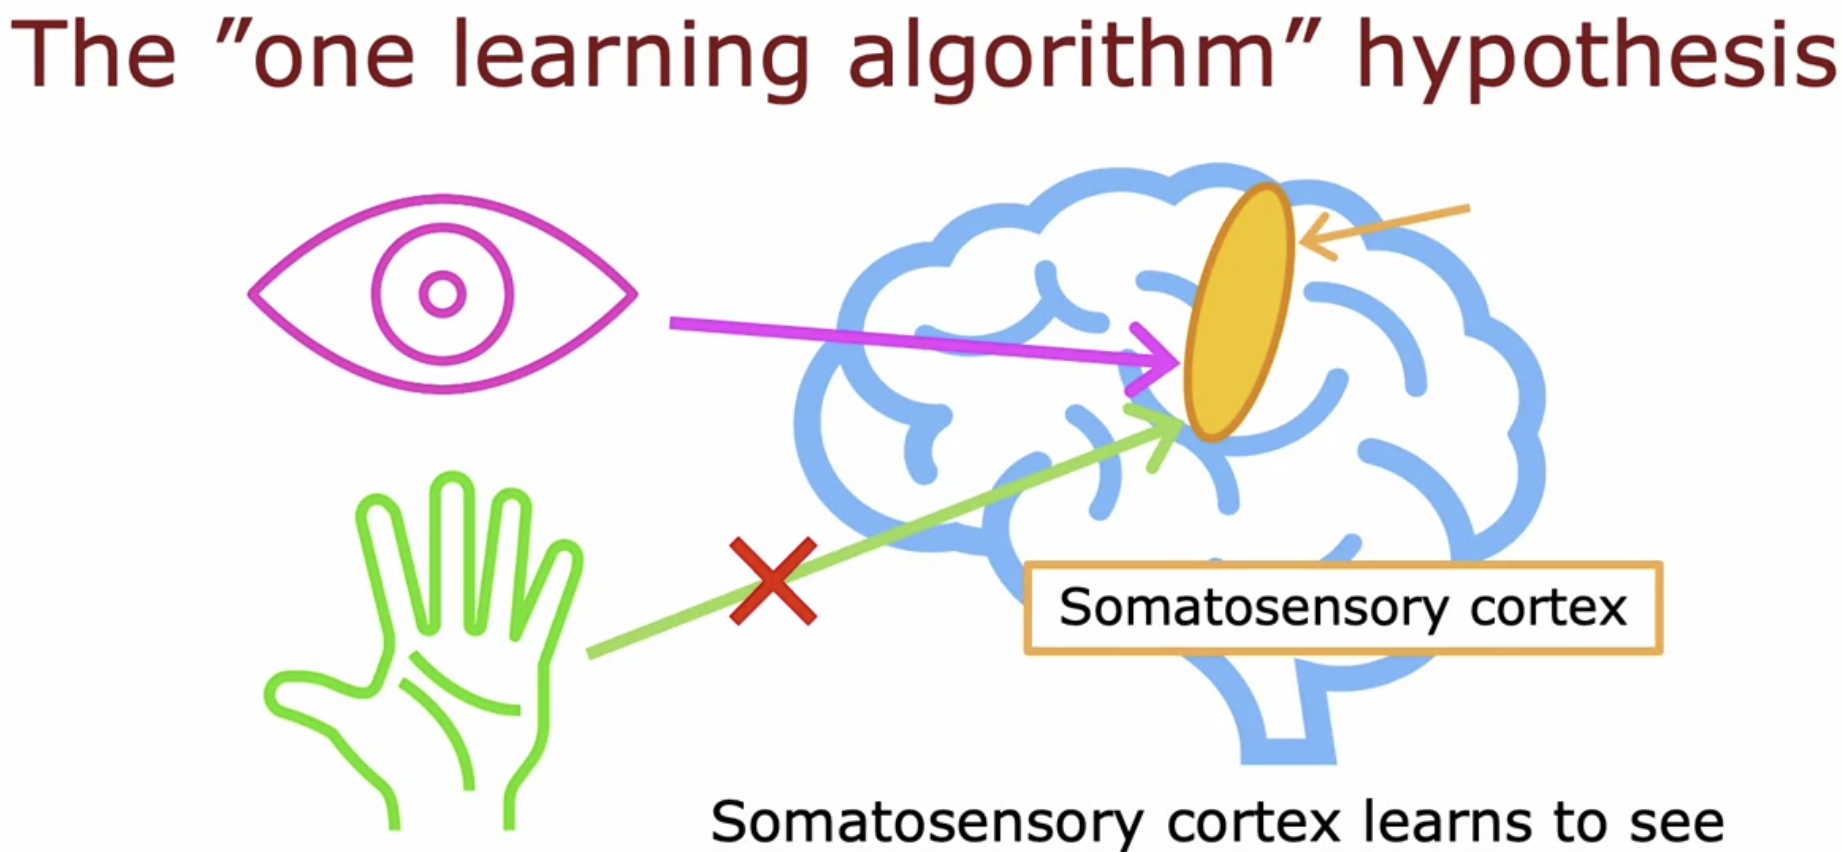 The ”one learning algorithm” hypothesis
Somatosensory cortex
Somatosensory cortex learns to see